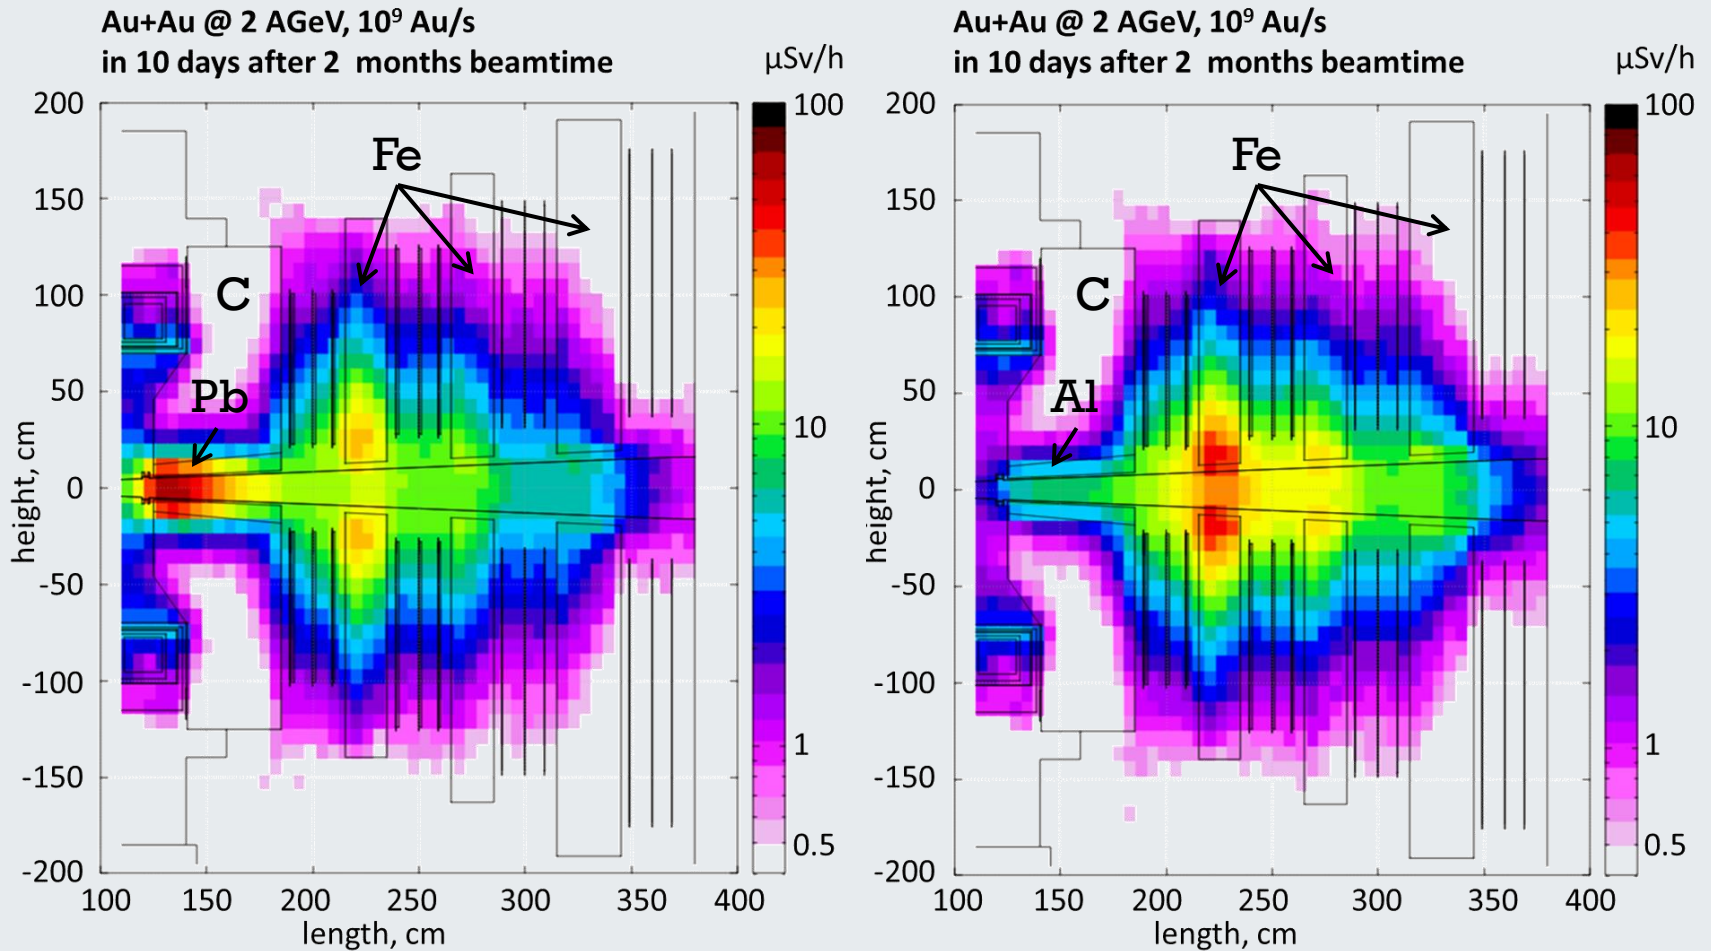 Au+Au @ 2 AGeV, 10⁹ Au/s
in 10 days after 2 months beamtime
µSv/h
200
150
100
50
0
-50
-100
-150
-200
height, cm
Fe
C
Pb
100
10
1
0.5
100 150 200 250 300 350 400
length, cm
Au+Au @ 2 AGeV, 10⁹ Au/s
in 10 days after 2 months beamtime
µSv/h
200
150
100
50
0
-50
-100
-150
-200
height, cm
Fe
C
Al
100
10
1
0.5
100 150 200 250 300 350 400
length, cm